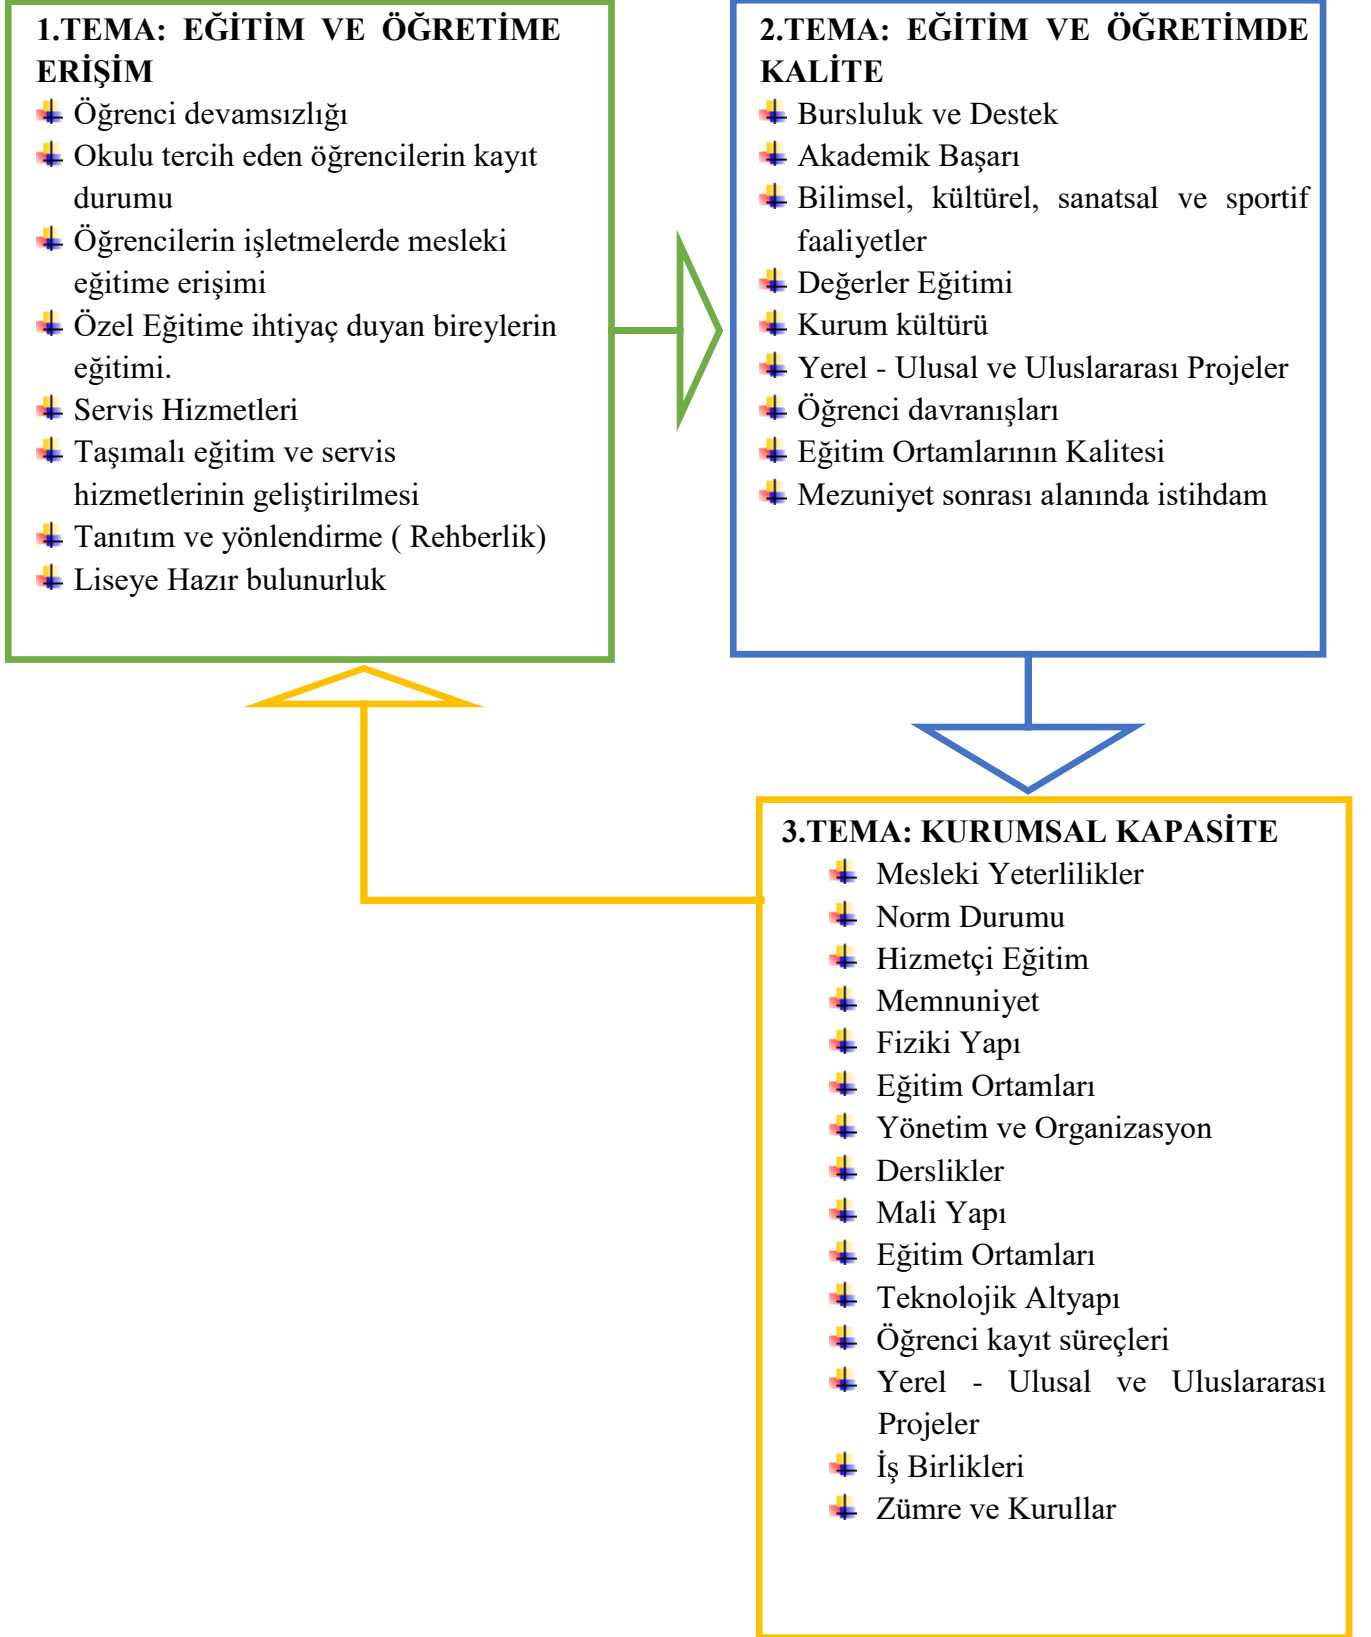 1.TEMA: EĞİTİM VE ÖĞRETİME
ERİŞİM
Öğrenci devamsızlığı
Okulu tercih eden öğrencilerin kayıt
durumu
Öğrencilerin işletmelerde mesleki
eğitime erişimi
Özel Eğitime ihtiyaç duyan bireylerin
eğitimi.
Servis Hizmetleri
Taşımalı eğitim ve servis
hizmetlerinin geliştirilmesi
Tanıtım ve yönlendirme ( Rehberlik)
Liseye Hazır bulunurluk
2.TEMA: EĞİTİM VE ÖĞRETİMDE
KALİTE
Bursluluk ve Destek
Akademik Başarı
Bilimsel, kültürel, sanatsal ve sportif
faaliyetler
Değerler Eğitimi
Kurum kültürü
Yerel - Ulusal ve Uluslararası Projeler
Öğrenci davranışları
Eğitim Ortamlarının Kalitesi
Mezuniyet sonrası alanında istihdam
3.TEMA: KURUMSAL KAPASİTE
Mesleki Yeterlilikler
Norm Durumu
Hizmetçi Eğitim
Memnuniyet
Fiziki Yapı
Eğitim Ortamları
Yönetim ve Organizasyon
Derslikler
Mali Yapı
Eğitim Ortamları
Teknolojik Altyapı
Öğrenci kayıt süreçleri
Yerel - Ulusal ve Uluslararası
Projeler
İş Birlikleri
Zümre ve Kurullar